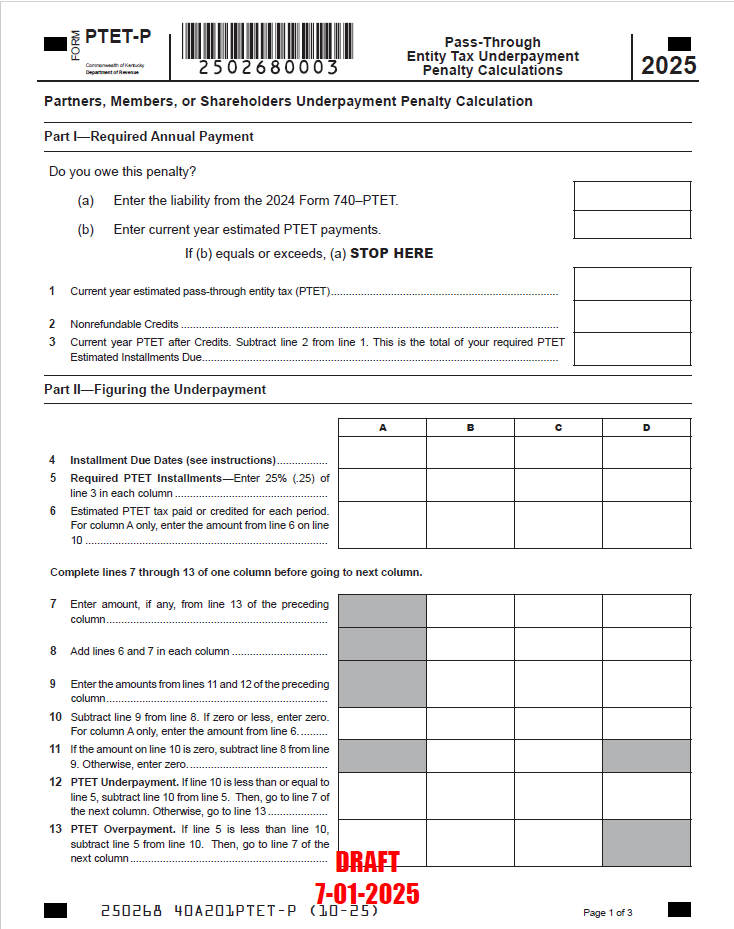 FORM
PTET-P
Commonwealth of Kentucky
Department of Revenue
2502680003
Pass-Through
Entity Tax Underpayment
Penalty Calculations
2025
Partners, Members, or Shareholders Underpayment Penalty Calculation
Part I—Required Annual Payment
Do you owe this penalty?
(a) Enter the liability from the 2024 Form 740–PTET.
(b) Enter current year estimated PTET payments.
If (b) equals or exceeds, (a) STOP HERE
1 Current year estimated pass-through entity tax (PTET)
2 Nonrefundable Credits
3 Current year PTET after Credits. Subtract line 2 from line 1. This is the total of your required PTET
Estimated Installments Due
Part II—Figuring the Underpayment
A B C D
4 Installment Due Dates (see instructions)
5 Required PTET Installments—Enter 25% (.25) of
line 3 in each column
6 Estimated PTET tax paid or credited for each period.
For column A only, enter the amount from line 6 on line
10
Complete lines 7 through 13 of one column before going to next column.
7 Enter amount, if any, from line 13 of the preceding
column
8 Add lines 6 and 7 in each column
9 Enter the amounts from lines 11 and 12 of the preceding
column
10 Subtract line 9 from line 8. If zero or less, enter zero.
For column A only, enter the amount from line 6.
11 If the amount on line 10 is zero, subtract line 8 from line
9. Otherwise, enter zero.
12 PTET Underpayment. If line 10 is less than or equal to
line 5, subtract line 10 from line 5. Then, go to line 7 of
the next column. Otherwise, go to line 13
13 PTET Overpayment. If line 5 is less than line 10,
subtract line 5 from line 10. Then, go to line 7 of the
next column
DRAFT
7-01-2025
250268 40A201PTET-P (10-25)
Page 1 of 3